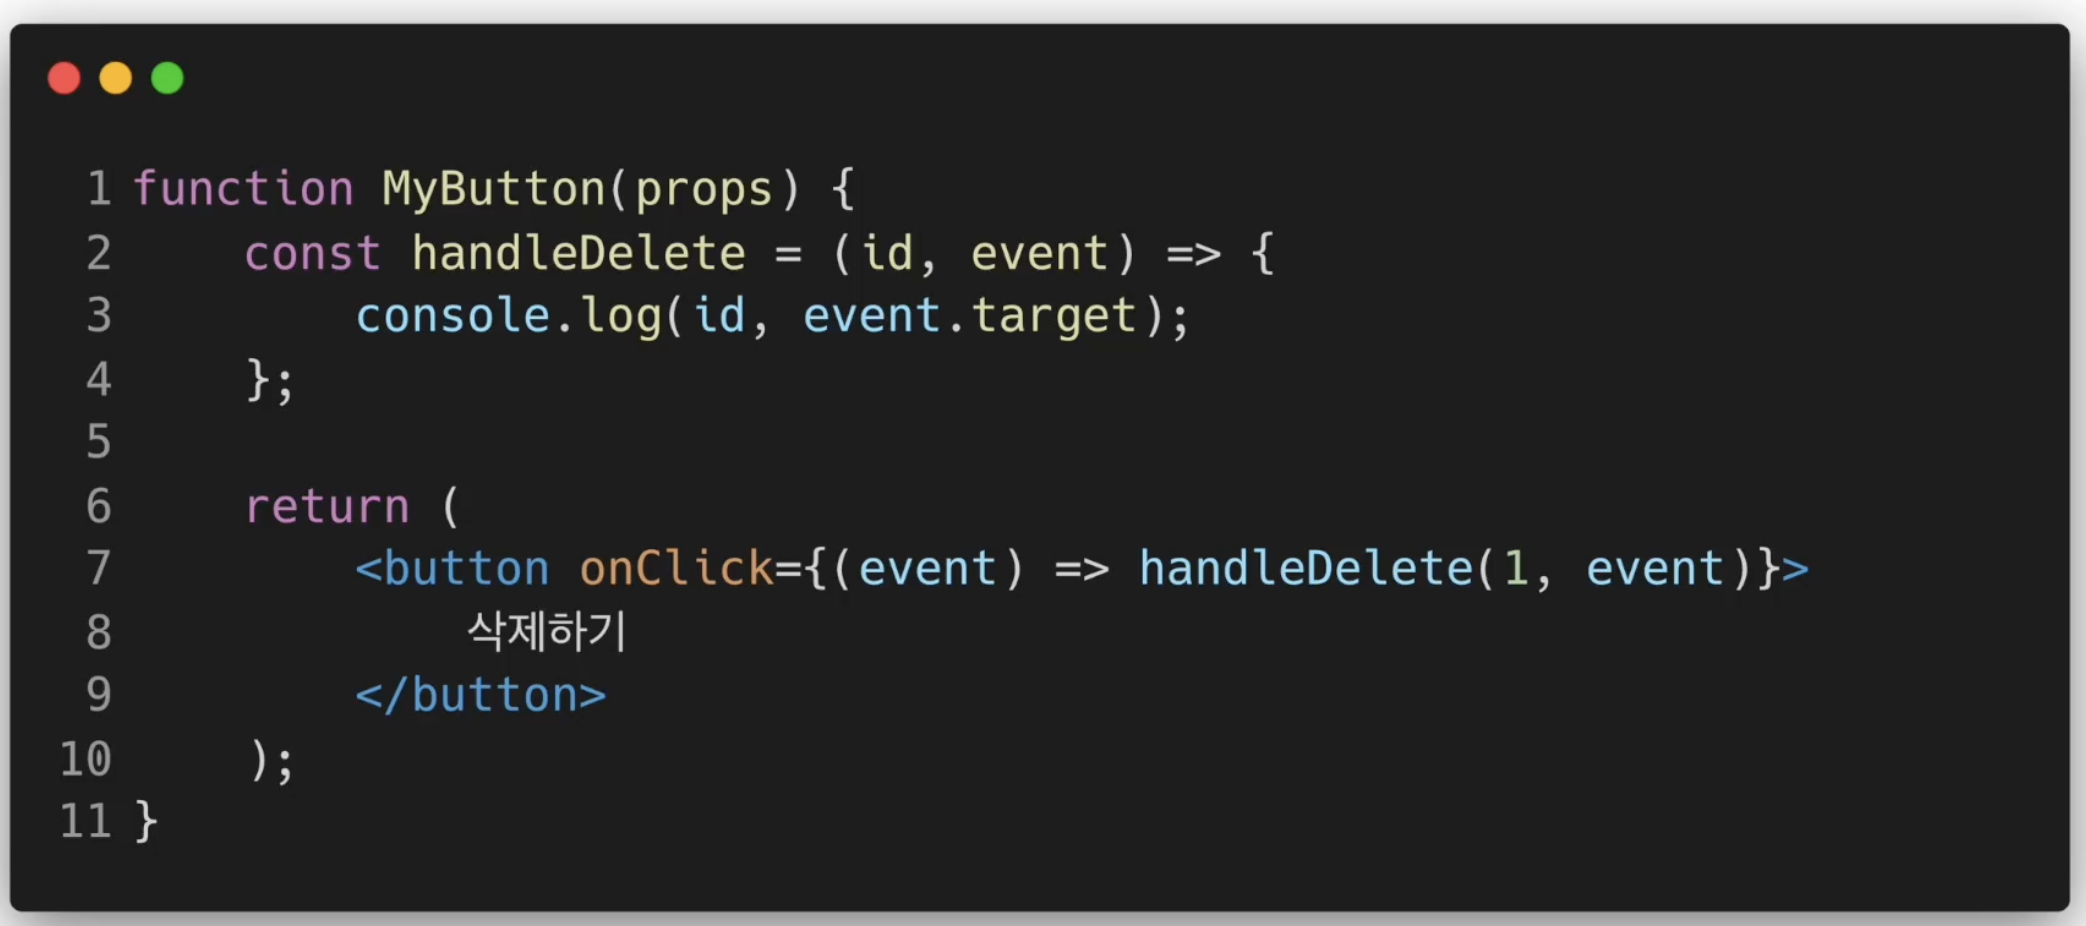 1 function MyButton(props) {
2     const handleDelete = (id, event) => {
3         console.log(id, event.target);
4     };
5
6     return (
7         <button onClick={(event) => handleDelete(1, event)}>
8             삭제하기
9         </button>
10     );
11 }